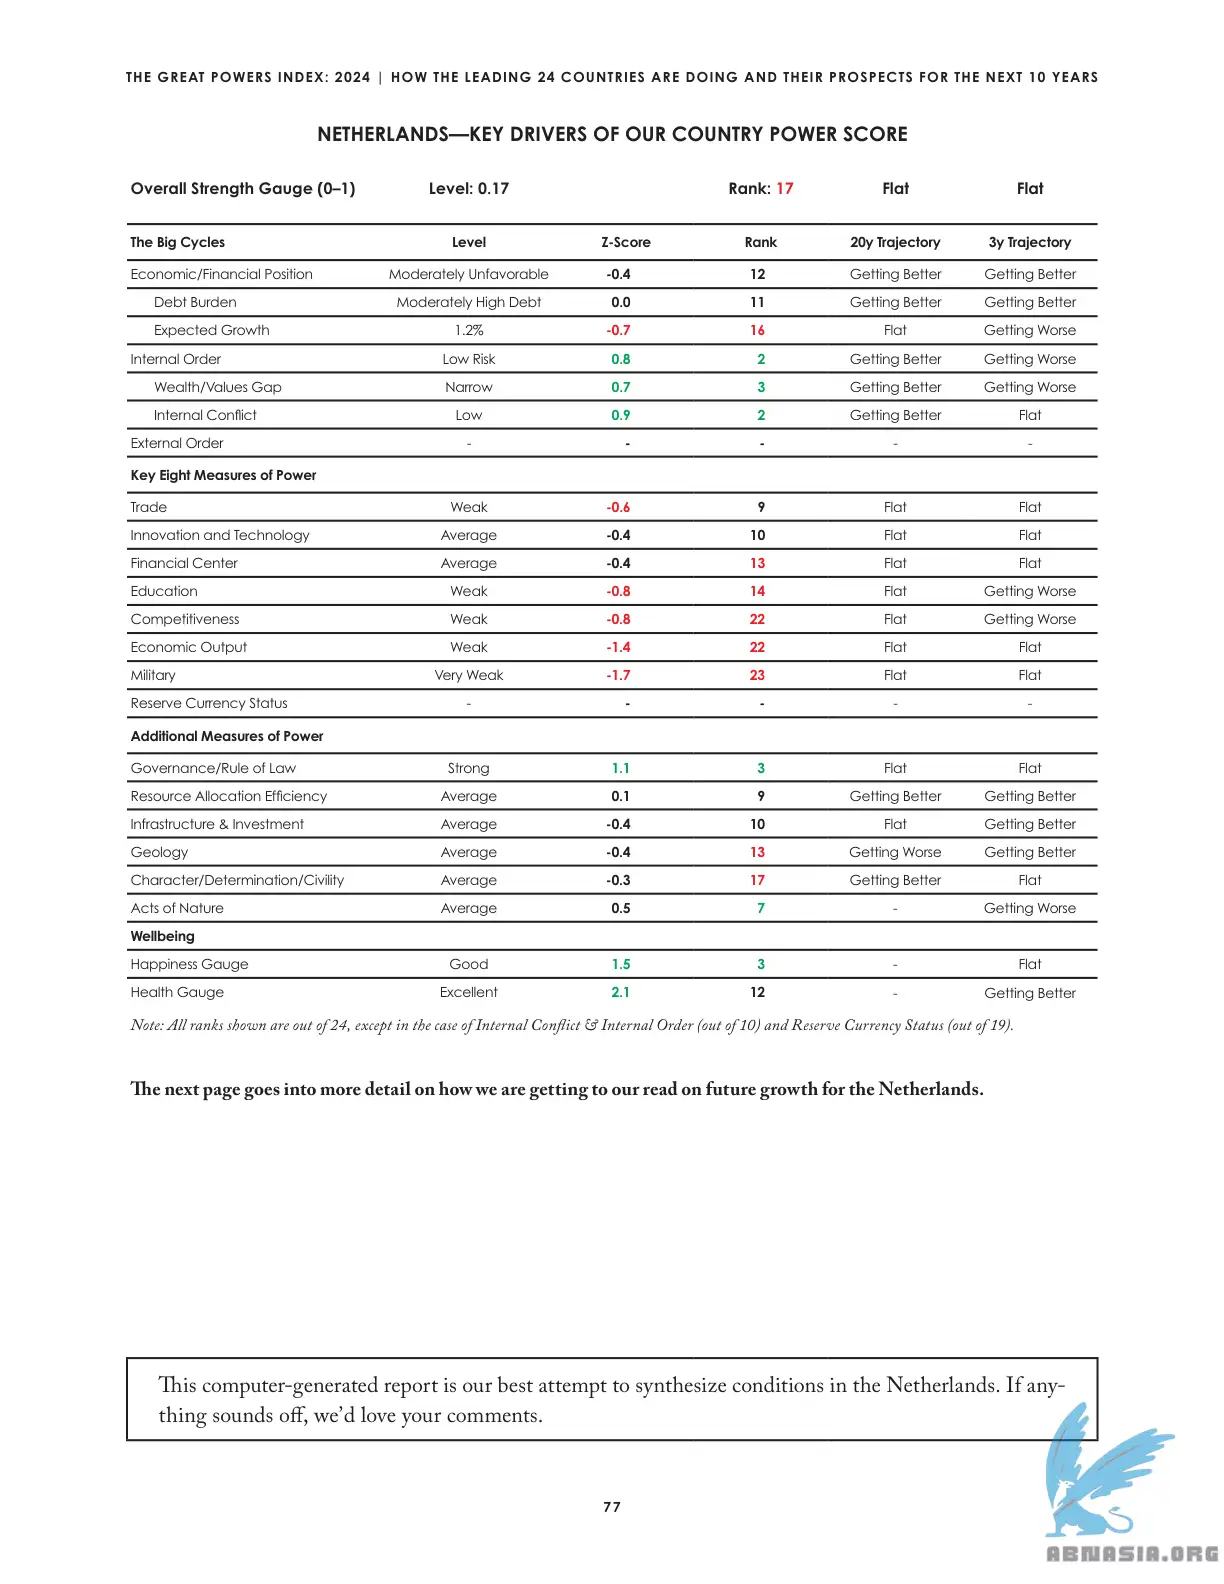 THE GREAT POWERS INDEX: 2024 | HOW THE LEADING 24 COUNTRIES ARE DOING AND THEIR PROSPECTS FOR THE NEXT 10 YEARS
NETHERLANDS—KEY DRIVERS OF OUR COUNTRY POWER SCORE
Overall Strength Gauge (0–1) Level: 0.17 Rank: 17 Flat Flat
The Big Cycles Level Z-Score Rank 20y Trajectory 3y Trajectory
Economic/Financial Position Moderately Unfavorable -0.4 12 Getting Better Getting Better
Debt Burden Moderately High Debt 0.0 11 Getting Better Getting Better
Expected Growth 1.2% -0.7 16 Flat Getting Worse
Internal Order Low Risk 0.8 2 Getting Better Getting Worse
Wealth/Values Gap Narrow 0.7 3 Getting Better Getting Worse
Internal Conflict Low 0.9 2 Getting Better Flat
External Order - - - - -
Key Eight Measures of Power
Trade Weak -0.6 9 Flat Flat
Innovation and Technology Average -0.4 10 Flat Flat
Financial Center Average -0.4 13 Flat Flat
Education Weak -0.8 14 Flat Getting Worse
Competitiveness Weak -0.8 22 Flat Getting Worse
Economic Output Weak -1.4 22 Flat Flat
Military Very Weak -1.7 23 Flat Flat
Reserve Currency Status - - - - -
Additional Measures of Power
Governance/Rule of Law Strong 1.1 3 Flat Flat
Resource Allocation Efficiency Average 0.1 9 Getting Better Getting Better
Infrastructure & Investment Average -0.4 10 Flat Getting Better
Geology Average -0.4 13 Getting Worse Getting Better
Character/Determination/Civility Average -0.3 17 Getting Better Flat
Acts of Nature Average 0.5 7 - Getting Worse
Wellbeing
Happiness Gauge Good 1.5 3 - Flat
Health Gauge Excellent 2.1 12 - Getting Better
Note: All ranks shown are out of 24, except in the case of Internal Conflict & Internal Order (out of 10) and Reserve Currency Status (out of 19).
The next page goes into more detail on how we are getting to our read on future growth for the Netherlands.
This computer-generated report is our best attempt to synthesize conditions in the Netherlands. If any-
thing sounds off, we'd love your comments.
77
ABNASIA.ORG